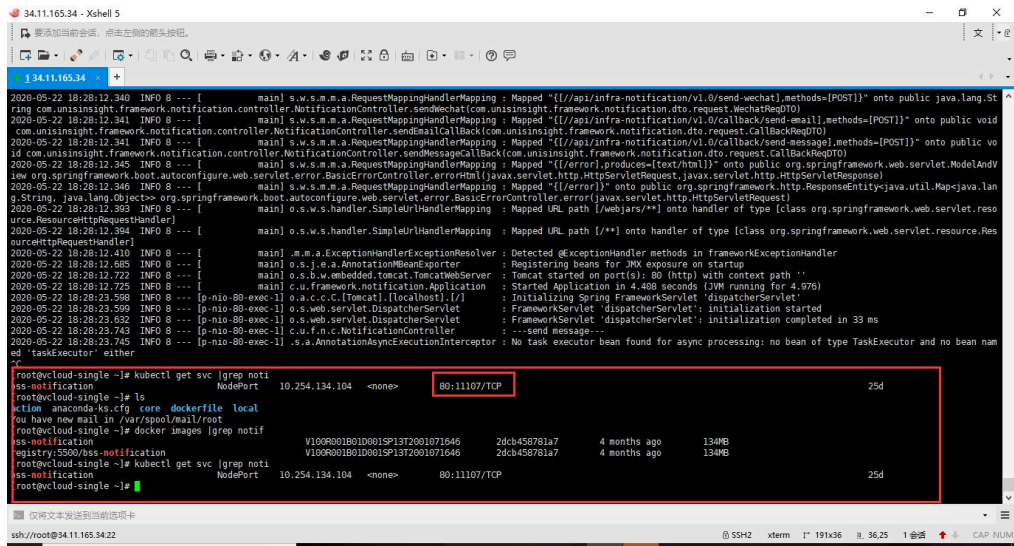 34.11.165.34 - Xshell 5
要添加当前会话，点击左侧的箭头按钮。
1 34.11.165.34
2020-05-22 18:28:12.340 INFO 8 --- [ main] s.w.s.m.m.a.RequestMappingHandlerMapping : Mapped "{[//api/infra-notification/v1.0/send-wechat],methods=[POST]}" onto public java.lang.St
ring com.unisinsight.framework.notification.controller.NotificationController.sendWechat(com.unisinsight.framework.notification.dto.request.WechatReqDTO)
2020-05-22 18:28:12.341 INFO 8 --- [ main] s.w.s.m.m.a.RequestMappingHandlerMapping : Mapped "{[//api/infra-notification/v1.0/callback/send-email],methods=[POST]}" onto public void
com.unisinsight.framework.notification.controller.NotificationController.sendEmailCallBack(com.unisinsight.framework.notification.dto.request.CallBackReqDTO)
2020-05-22 18:28:12.341 INFO 8 --- [ main] s.w.s.m.m.a.RequestMappingHandlerMapping : Mapped "{[//api/infra-notification/v1.0/callback/send-message],methods=[POST]}" onto public vo
id com.unisinsight.framework.notification.controller.NotificationController.sendMessageCallBack(com.unisinsight.framework.notification.dto.request.CallBackReqDTO)
2020-05-22 18:28:12.345 INFO 8 --- [ main] s.w.s.m.m.a.RequestMappingHandlerMapping : Mapped "{[/error],produces=[text/html]}" onto public org.springframework.web.servlet.ModelAndV
iew org.springframework.boot.autoconfigure.web.servlet.error.BasicErrorController.errorHtml(javax.servlet.http.HttpServletRequest,javax.servlet.http.HttpServletResponse)
2020-05-22 18:28:12.346 INFO 8 --- [ main] s.w.s.m.m.a.RequestMappingHandlerMapping : Mapped "{[/error]}" onto public org.springframework.http.ResponseEntity<java.util.Map<java.lan
g.String, java.lang.Object>> org.springframework.boot.autoconfigure.web.servlet.error.BasicErrorController.error(javax.servlet.http.HttpServletRequest)
2020-05-22 18:28:12.393 INFO 8 --- [ main] o.s.w.s.handler.SimpleUrlHandlerMapping : Mapped URL path [/webjars/**] onto handler of type [class org.springframework.web.servlet.reso
urce.ResourceHttpRequestHandler]
2020-05-22 18:28:12.394 INFO 8 --- [ main] o.s.w.s.handler.SimpleUrlHandlerMapping : Mapped URL path [/**] onto handler of type [class org.springframework.web.servlet.resource.Res
ourceHttpRequestHandler]
2020-05-22 18:28:12.410 INFO 8 --- [ main] .m.m.a.ExceptionHandlerExceptionResolver : Detected @ExceptionHandler methods in frameworkExceptionHandler
2020-05-22 18:28:12.685 INFO 8 --- [ main] o.s.j.e.a.AnnotationMBeanExporter : Registering beans for JMX exposure on startup
2020-05-22 18:28:12.722 INFO 8 --- [ main] o.s.b.w.embedded.tomcat.TomcatWebServer : Tomcat started on port(s): 80 (http) with context path ''
2020-05-22 18:28:12.725 INFO 8 --- [ main] c.u.framework.notification.Application : Started Application in 4.408 seconds (JVM running for 4.976)
2020-05-22 18:28:23.598 INFO 8 --- [p-nio-80-exec-1] o.a.c.c.C.[Tomcat].[localhost].[/] : Initializing Spring FrameworkServlet 'dispatcherServlet'
2020-05-22 18:28:23.599 INFO 8 --- [p-nio-80-exec-1] o.s.web.servlet.DispatcherServlet : FrameworkServlet 'dispatcherServlet': initialization started
2020-05-22 18:28:23.632 INFO 8 --- [p-nio-80-exec-1] o.s.web.servlet.DispatcherServlet : FrameworkServlet 'dispatcherServlet': initialization completed in 33 ms
2020-05-22 18:28:23.743 INFO 8 --- [p-nio-80-exec-1] c.u.f.n.c.NotificationController : ---send message---
2020-05-22 18:28:23.745 INFO 8 --- [p-nio-80-exec-1] .s.a.AnnotationAsyncExecutionInterceptor : No task executor bean found for async processing: no bean of type TaskExecutor and no bean nam
ed 'taskExecutor' either
^C
[root@vcloud-single ~]# kubectl get svc |grep noti
bss-notification NodePort 10.254.134.104 <none> 80:11107/TCP 25d
[root@vcloud-single ~]# ls
action anaconda-ks.cfg core dockerfile local
You have new mail in /var/spool/mail/root
[root@vcloud-single ~]# docker images |grep notif
bss-notification V100R001B01D001SP13T2001071646 2dcb458781a7 4 months ago 134MB
registry:5500/bss-notification V100R001B01D001SP13T2001071646 2dcb458781a7 4 months ago 134MB
[root@vcloud-single ~]# kubectl get svc |grep noti
bss-notification NodePort 10.254.134.104 <none> 80:11107/TCP 25d
[root@vcloud-single ~]#
仅将文本发送到当前选项卡
ssh://root@34.11.165.34:22 SSH2 xterm 191x36 36,25 1 会话 CAP NUM